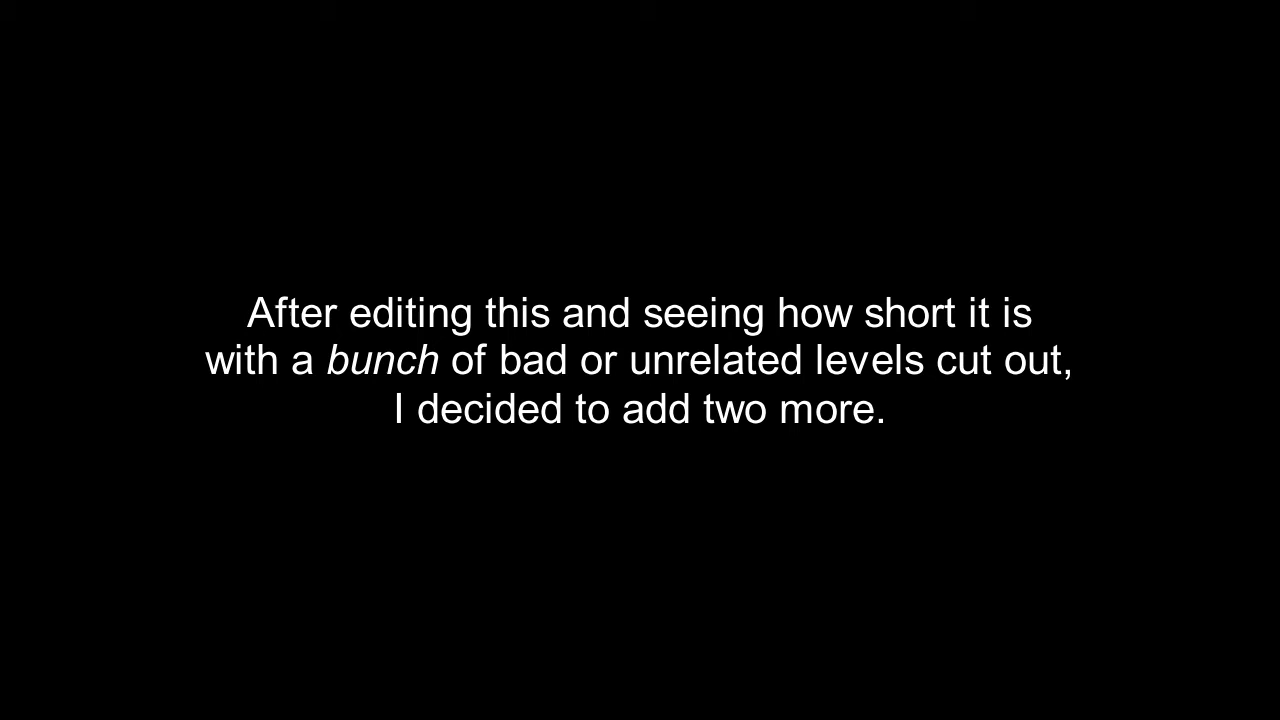 After editing this and seeing how short it is
with a bunch of bad or unrelated levels cut out,
I decided to add two more.